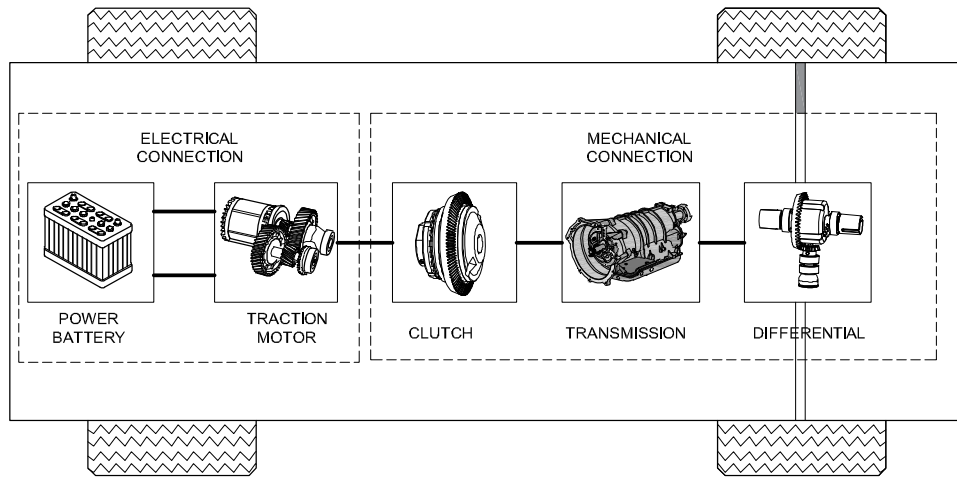 ELECTRICAL
CONNECTION
MECHANICAL
CONNECTION
POWER
BATTERY
TRACTION
MOTOR
CLUTCH
TRANSMISSION
DIFFERENTIAL